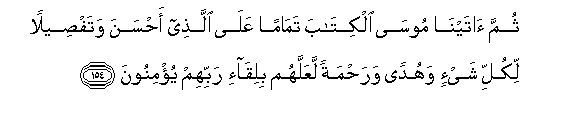 ثُمَّ ءَاتَيْنَا مُوسَى ٱلْكِتَٰبَ تَمَامًا عَلَى ٱلَّذِىٓ أَحْسَنَ وَتَفْصِيلًا
لِّكُلِّ شَىْءٍ وَهُدًى وَرَحْمَةً لَّعَلَّهُم بِلِقَآءِ رَبِّهِمْ يُؤْمِنُونَ ١٥٤